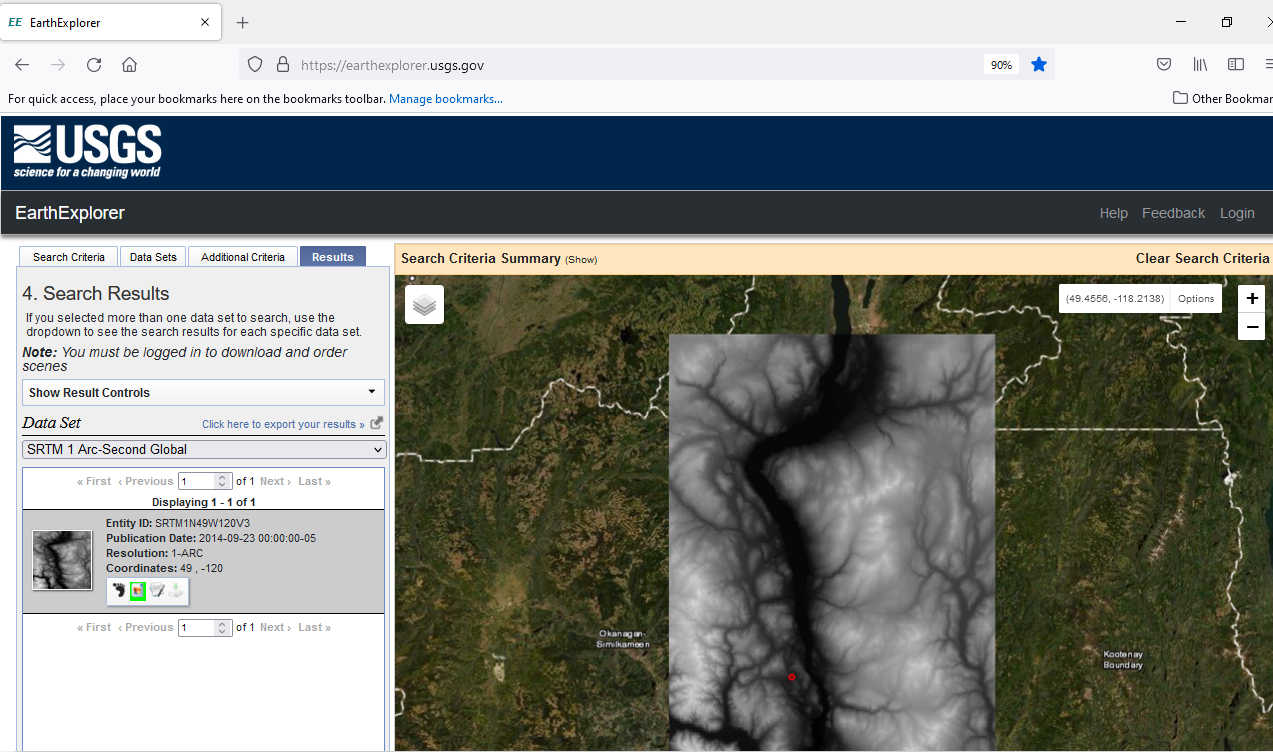 EE EarthExplorer
https://earthexplorer.usgs.gov
90%
For quick access, place your bookmarks here on the bookmarks toolbar. Manage bookmarks...
Other Bookmar
USGS
science for a changing world
EarthExplorer
Help Feedback Login
Search Criteria Data Sets Additional Criteria Results
Search Criteria Summary (Show)
Clear Search Criteria
4. Search Results
If you selected more than one data set to search, use the
dropdown to see the search results for each specific data set.
Note: You must be logged in to download and order
scenes
Show Result Controls
Data Set
Click here to export your results »
SRTM 1 Arc-Second Global
« First ‹ Previous 1 of 1 Next › Last »
Displaying 1 - 1 of 1
Entity ID: SRTM1N49W120V3
Publication Date: 2014-09-23 00:00:00-05
Resolution: 1-ARC
Coordinates: 49 , -120
« First ‹ Previous 1 of 1 Next › Last »
(49.4556, -118.2138) Options
+
−
Okanagan-
Similkameen
Kootenay
Boundary